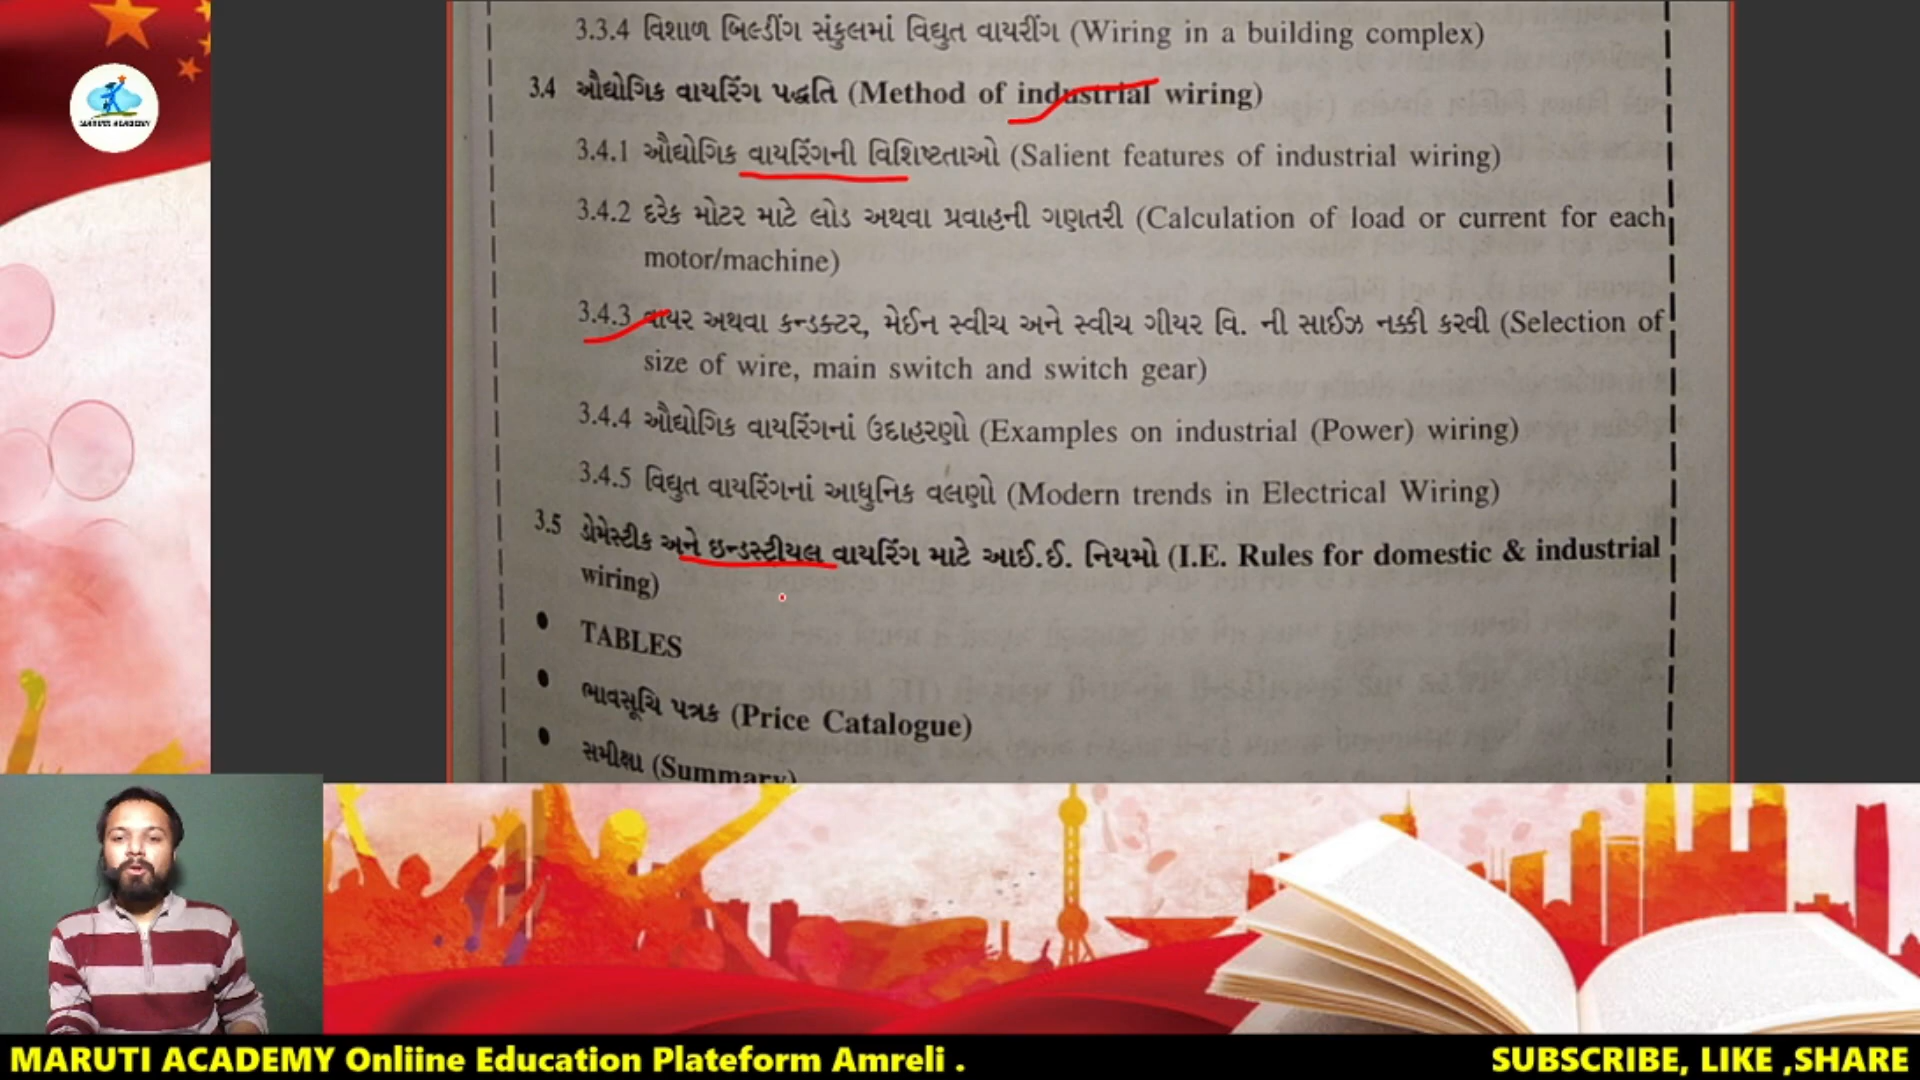 3.3.4 વિશાળ બિલ્ડીંગ સંકુલમાં વિદ્યુત વાયરીંગ (Wiring in a building complex)
3.4 ઔદ્યોગિક વાયરિંગ પદ્ધતિ (Method of industrial wiring)
MARUTI ACADEMY
3.4.1 ઔદ્યોગિક વાયરિંગની વિશિષ્ટતાઓ (Salient features of industrial wiring)
3.4.2 દરેક મોટર માટે લોડ અથવા પ્રવાહની ગણતરી (Calculation of load or current for each
motor/machine)
3.4.3 વાયર અથવા કન્ડક્ટર, મેઈન સ્વીચ અને સ્વીચ ગીયર વિ. ની સાઈઝ નક્કી કરવી (Selection of
size of wire, main switch and switch gear)
3.4.4 ઔદ્યોગિક વાયરિંગનાં ઉદાહરણો (Examples on industrial (Power) wiring)
3.4.5 વિદ્યુત વાયરિંગનાં આધુનિક વલણો (Modern trends in Electrical Wiring)
3.5 ડોમેસ્ટીક અને ઇન્ડસ્ટ્રીયલ વાયરિંગ માટે આઈ.ઈ. નિયમો (I.E. Rules for domestic & industrial
wiring)
• TABLES
• ભાવસૂચિ પત્રક (Price Catalogue)
• સમીક્ષા (Summary)
MARUTI ACADEMY Onliine Education Plateform Amreli .
SUBSCRIBE, LIKE ,SHARE